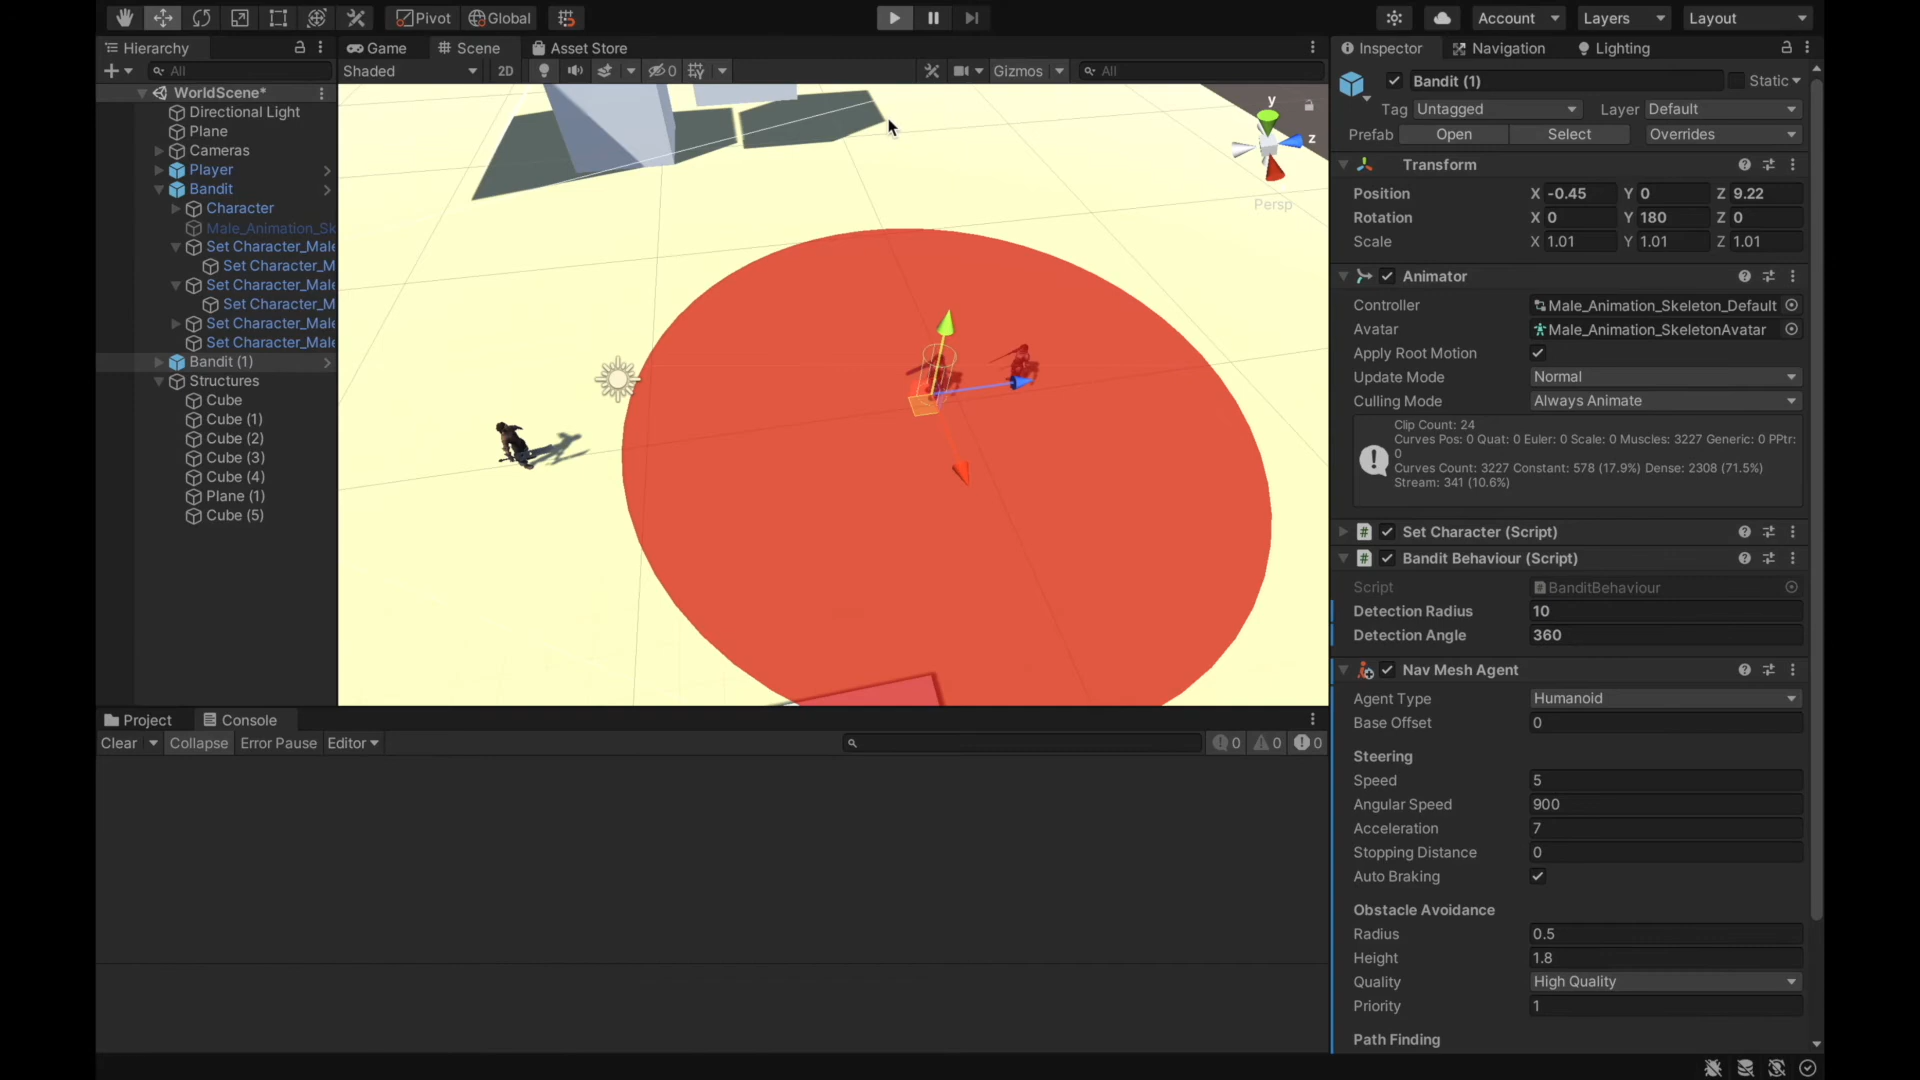 Pivot Global Account Layers Layout
Hierarchy Game Scene Asset Store Inspector Navigation Lighting
All Shaded 2D 0 Gizmos All
WorldScene*
Directional Light
Plane
Cameras
Player
Bandit
Character
Male_Animation_Sk
Set Character_Male
Set Character_M
Set Character_Male
Set Character_M
Set Character_Male
Set Character_Male
Bandit (1)
Structures
Cube
Cube (1)
Cube (2)
Cube (3)
Cube (4)
Plane (1)
Cube (5)
y
z
Persp
Bandit (1) Static
Tag Untagged Layer Default
Prefab Open Select Overrides
Transform
Position X -0.45 Y 0 Z 9.22
Rotation X 0 Y 180 Z 0
Scale X 1.01 Y 1.01 Z 1.01
Animator
Controller Male_Animation_Skeleton_Default
Avatar Male_Animation_SkeletonAvatar
Apply Root Motion
Update Mode Normal
Culling Mode Always Animate
Clip Count: 24
Curves Pos: 0 Quat: 0 Euler: 0 Scale: 0 Muscles: 3227 Generic: 0 PPtr:
0
Curves Count: 3227 Constant: 578 (17.9%) Dense: 2308 (71.5%)
Stream: 341 (10.6%)
# Set Character (Script)
# Bandit Behaviour (Script)
Script BanditBehaviour
Detection Radius 10
Detection Angle 360
Nav Mesh Agent
Agent Type Humanoid
Base Offset 0
Steering
Speed 5
Angular Speed 900
Acceleration 7
Stopping Distance 0
Auto Braking
Obstacle Avoidance
Radius 0.5
Height 1.8
Quality High Quality
Priority 1
Path Finding
Project Console
Clear Collapse Error Pause Editor 0 0 0